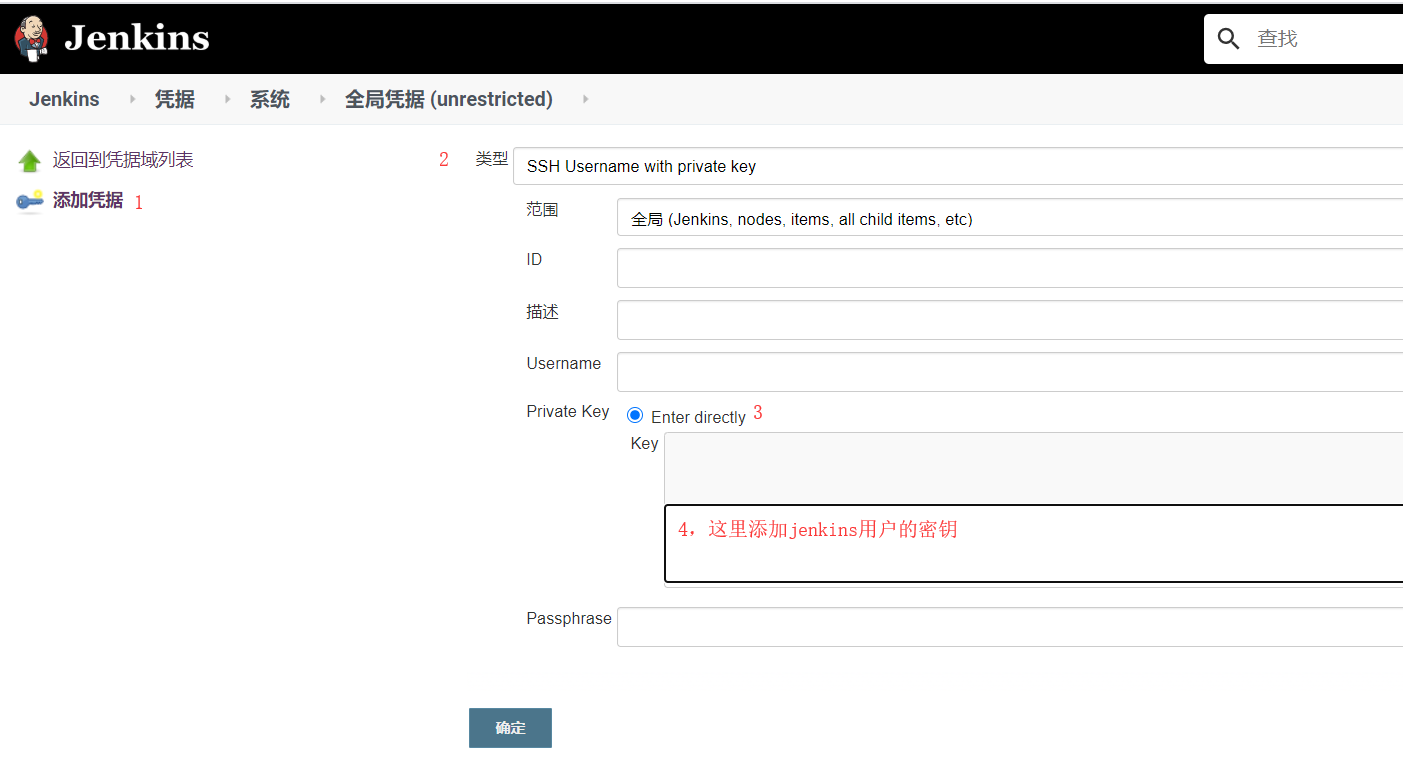 Jenkins
查找
Jenkins 凭据 系统 全局凭据 (unrestricted)
返回到凭据域列表
添加凭据 1
2 类型 SSH Username with private key
范围 全局 (Jenkins, nodes, items, all child items, etc)
ID
描述
Username
Private Key Enter directly 3
Key
4，这里添加jenkins用户的密钥
Passphrase
确定